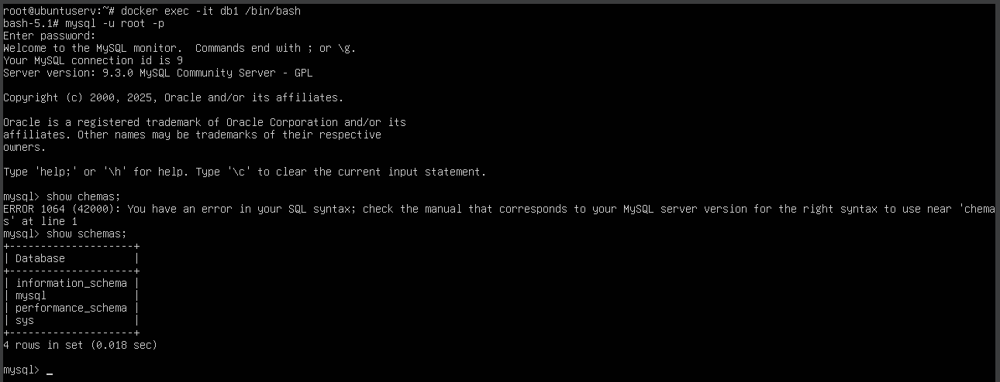 root@ubuntuserv:~# docker exec -it db1 /bin/bash
bash-5.1# mysql -u root -p
Enter password:
Welcome to the MySQL monitor.  Commands end with ; or \g.
Your MySQL connection id is 9
Server version: 9.3.0 MySQL Community Server - GPL

Copyright (c) 2000, 2025, Oracle and/or its affiliates.

Oracle is a registered trademark of Oracle Corporation and/or its
affiliates. Other names may be trademarks of their respective
owners.

Type 'help;' or '\h' for help. Type '\c' to clear the current input statement.

mysql> show chemas;
ERROR 1064 (42000): You have an error in your SQL syntax; check the manual that corresponds to your MySQL server version for the right syntax to use near 'chema
s' at line 1
mysql> show schemas;
+--------------------+
| Database           |
+--------------------+
| information_schema |
| mysql              |
| performance_schema |
| sys                |
+--------------------+
4 rows in set (0.018 sec)

mysql> _